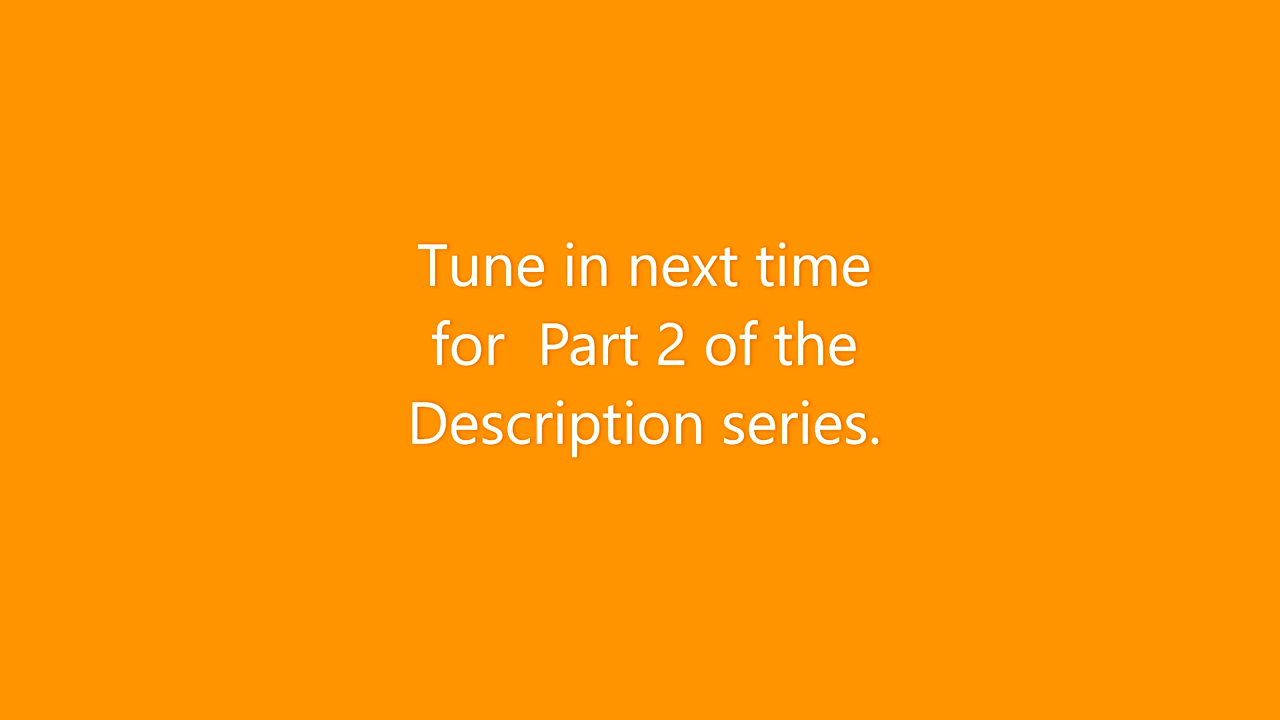 Tune in next time
for  Part 2 of the
Description series.